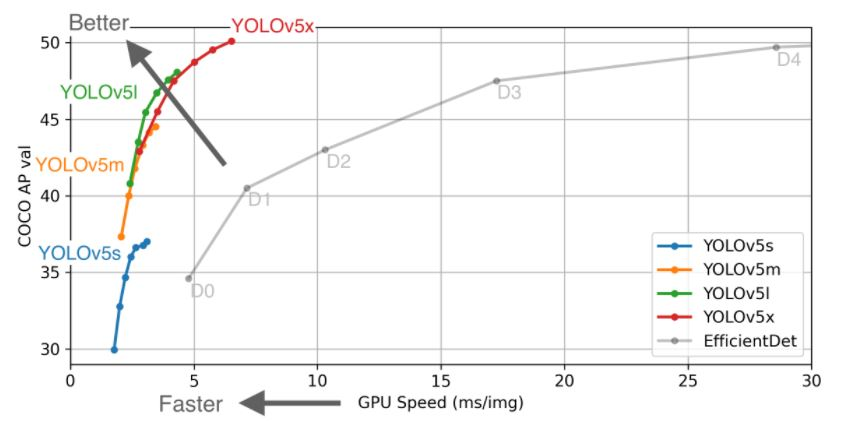 Better
YOLOv5x
50
D4
YOLOv5l
D3
45
YOLOv5m
D2
COCO AP val
40
D1
YOLOv5s
35
D0
30
YOLOv5s
YOLOv5m
YOLOv5l
YOLOv5x
EfficientDet
0 5 10 15 20 25 30
Faster
GPU Speed (ms/img)